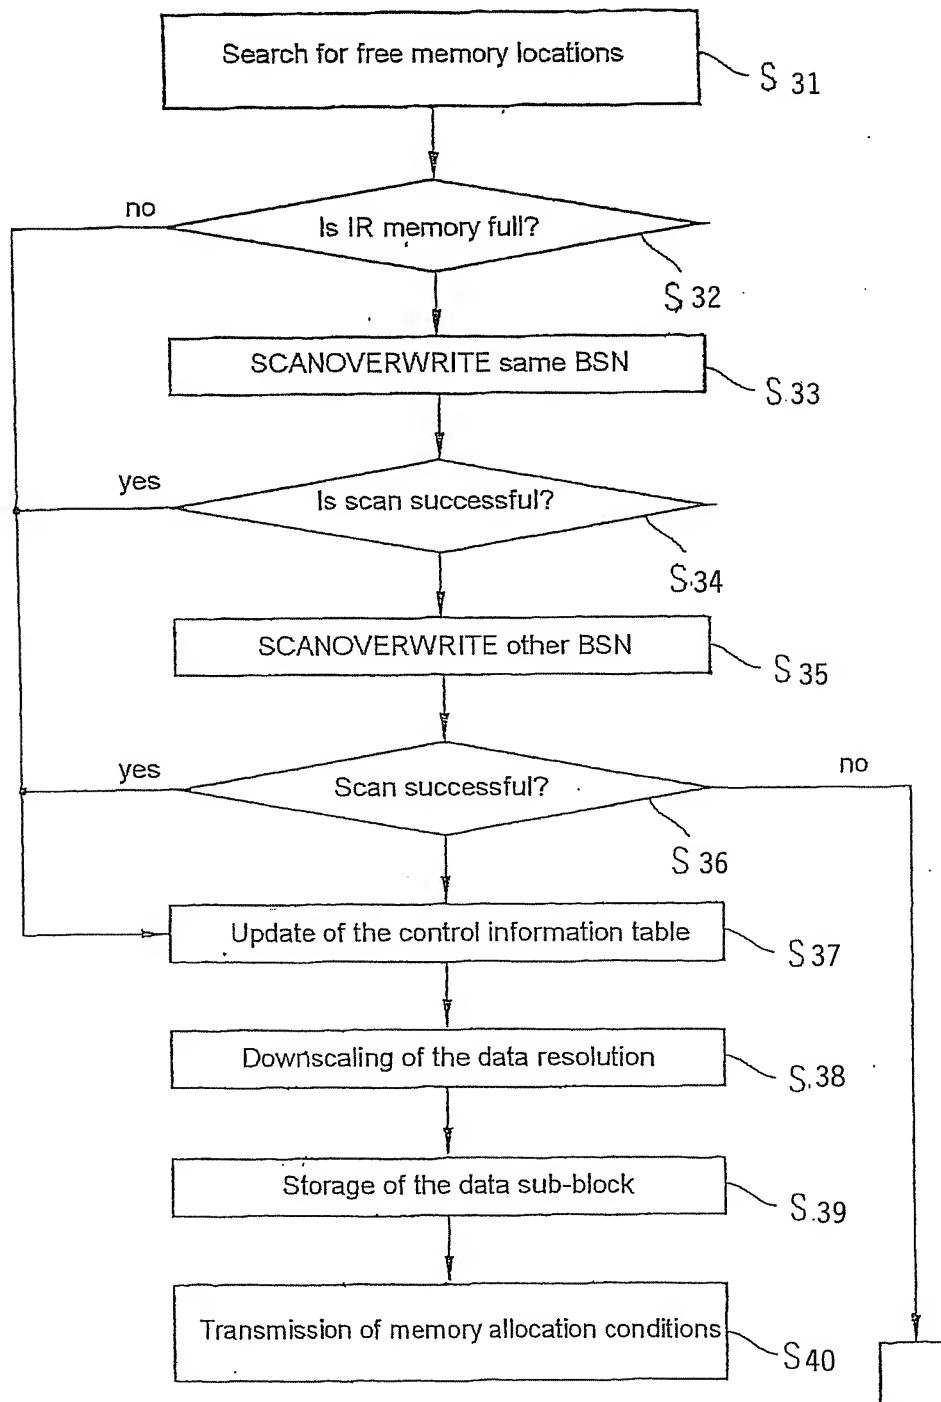 Search for free memory locations
S 31
no
Is IR memory full?
S 32
SCANOVERWRITE same BSN
S 33
yes
Is scan successful?
S 34
SCANOVERWRITE other BSN
S 35
yes
Scan successful?
no
S 36
Update of the control information table
S 37
Downscaling of the data resolution
S 38
Storage of the data sub-block
S 39
Transmission of memory allocation conditions
S 40